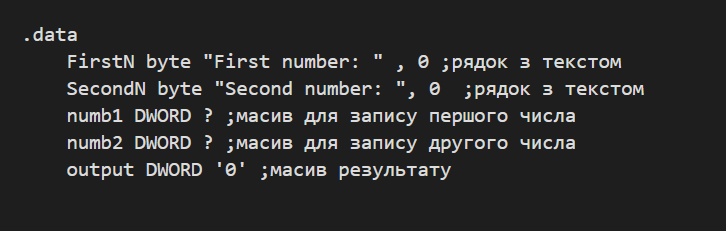 .data
FirstN byte "First number: " , 0 ;рядок з текстом
SecondN byte "Second number: ", 0  ;рядок з текстом
numb1 DWORD ? ;масив для запису першого числа
numb2 DWORD ? ;масив для запису другого числа
output DWORD '0' ;масив результату